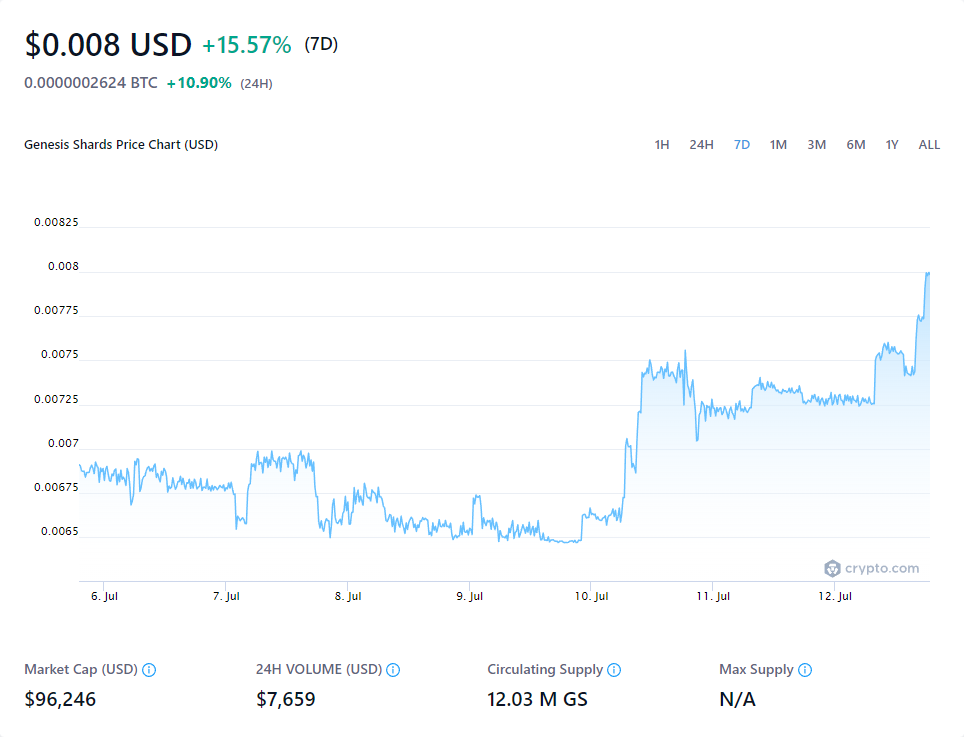 $0.008 USD +15.57% (7D)
0.0000002624 BTC +10.90% (24H)
Genesis Shards Price Chart (USD) 1H 24H 7D 1M 3M 6M 1Y ALL
0.00825
0.008
0.00775
0.0075
0.00725
0.007
0.00675
0.0065
crypto.com
6. Jul 7. Jul 8. Jul 9. Jul 10. Jul 11. Jul 12. Jul
Market Cap (USD) 24H VOLUME (USD) Circulating Supply Max Supply
$96,246 $7,659 12.03 M GS N/A